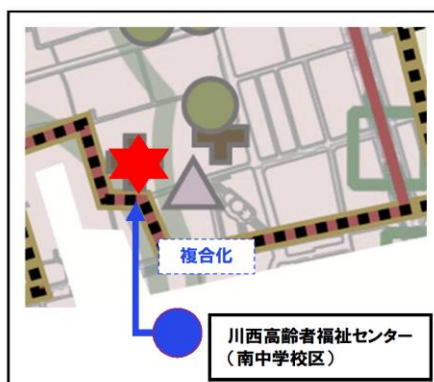 複合化
川西高齢者福祉センター
（南中学校区）